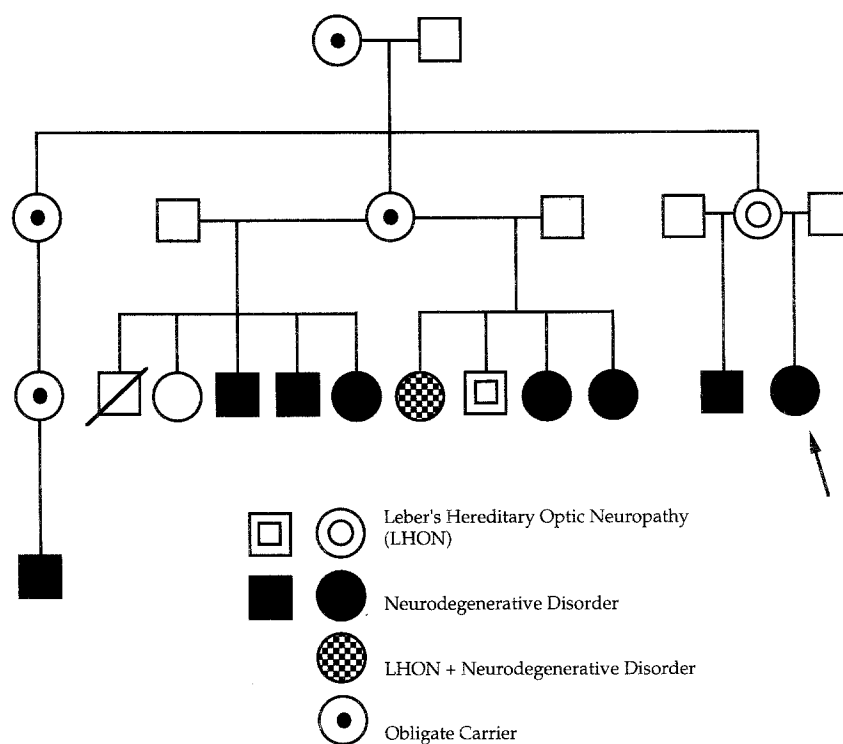 Leber's Hereditary Optic Neuropathy
(LHON)
Neurodegenerative Disorder
LHON + Neurodegenerative Disorder
Obligate Carrier